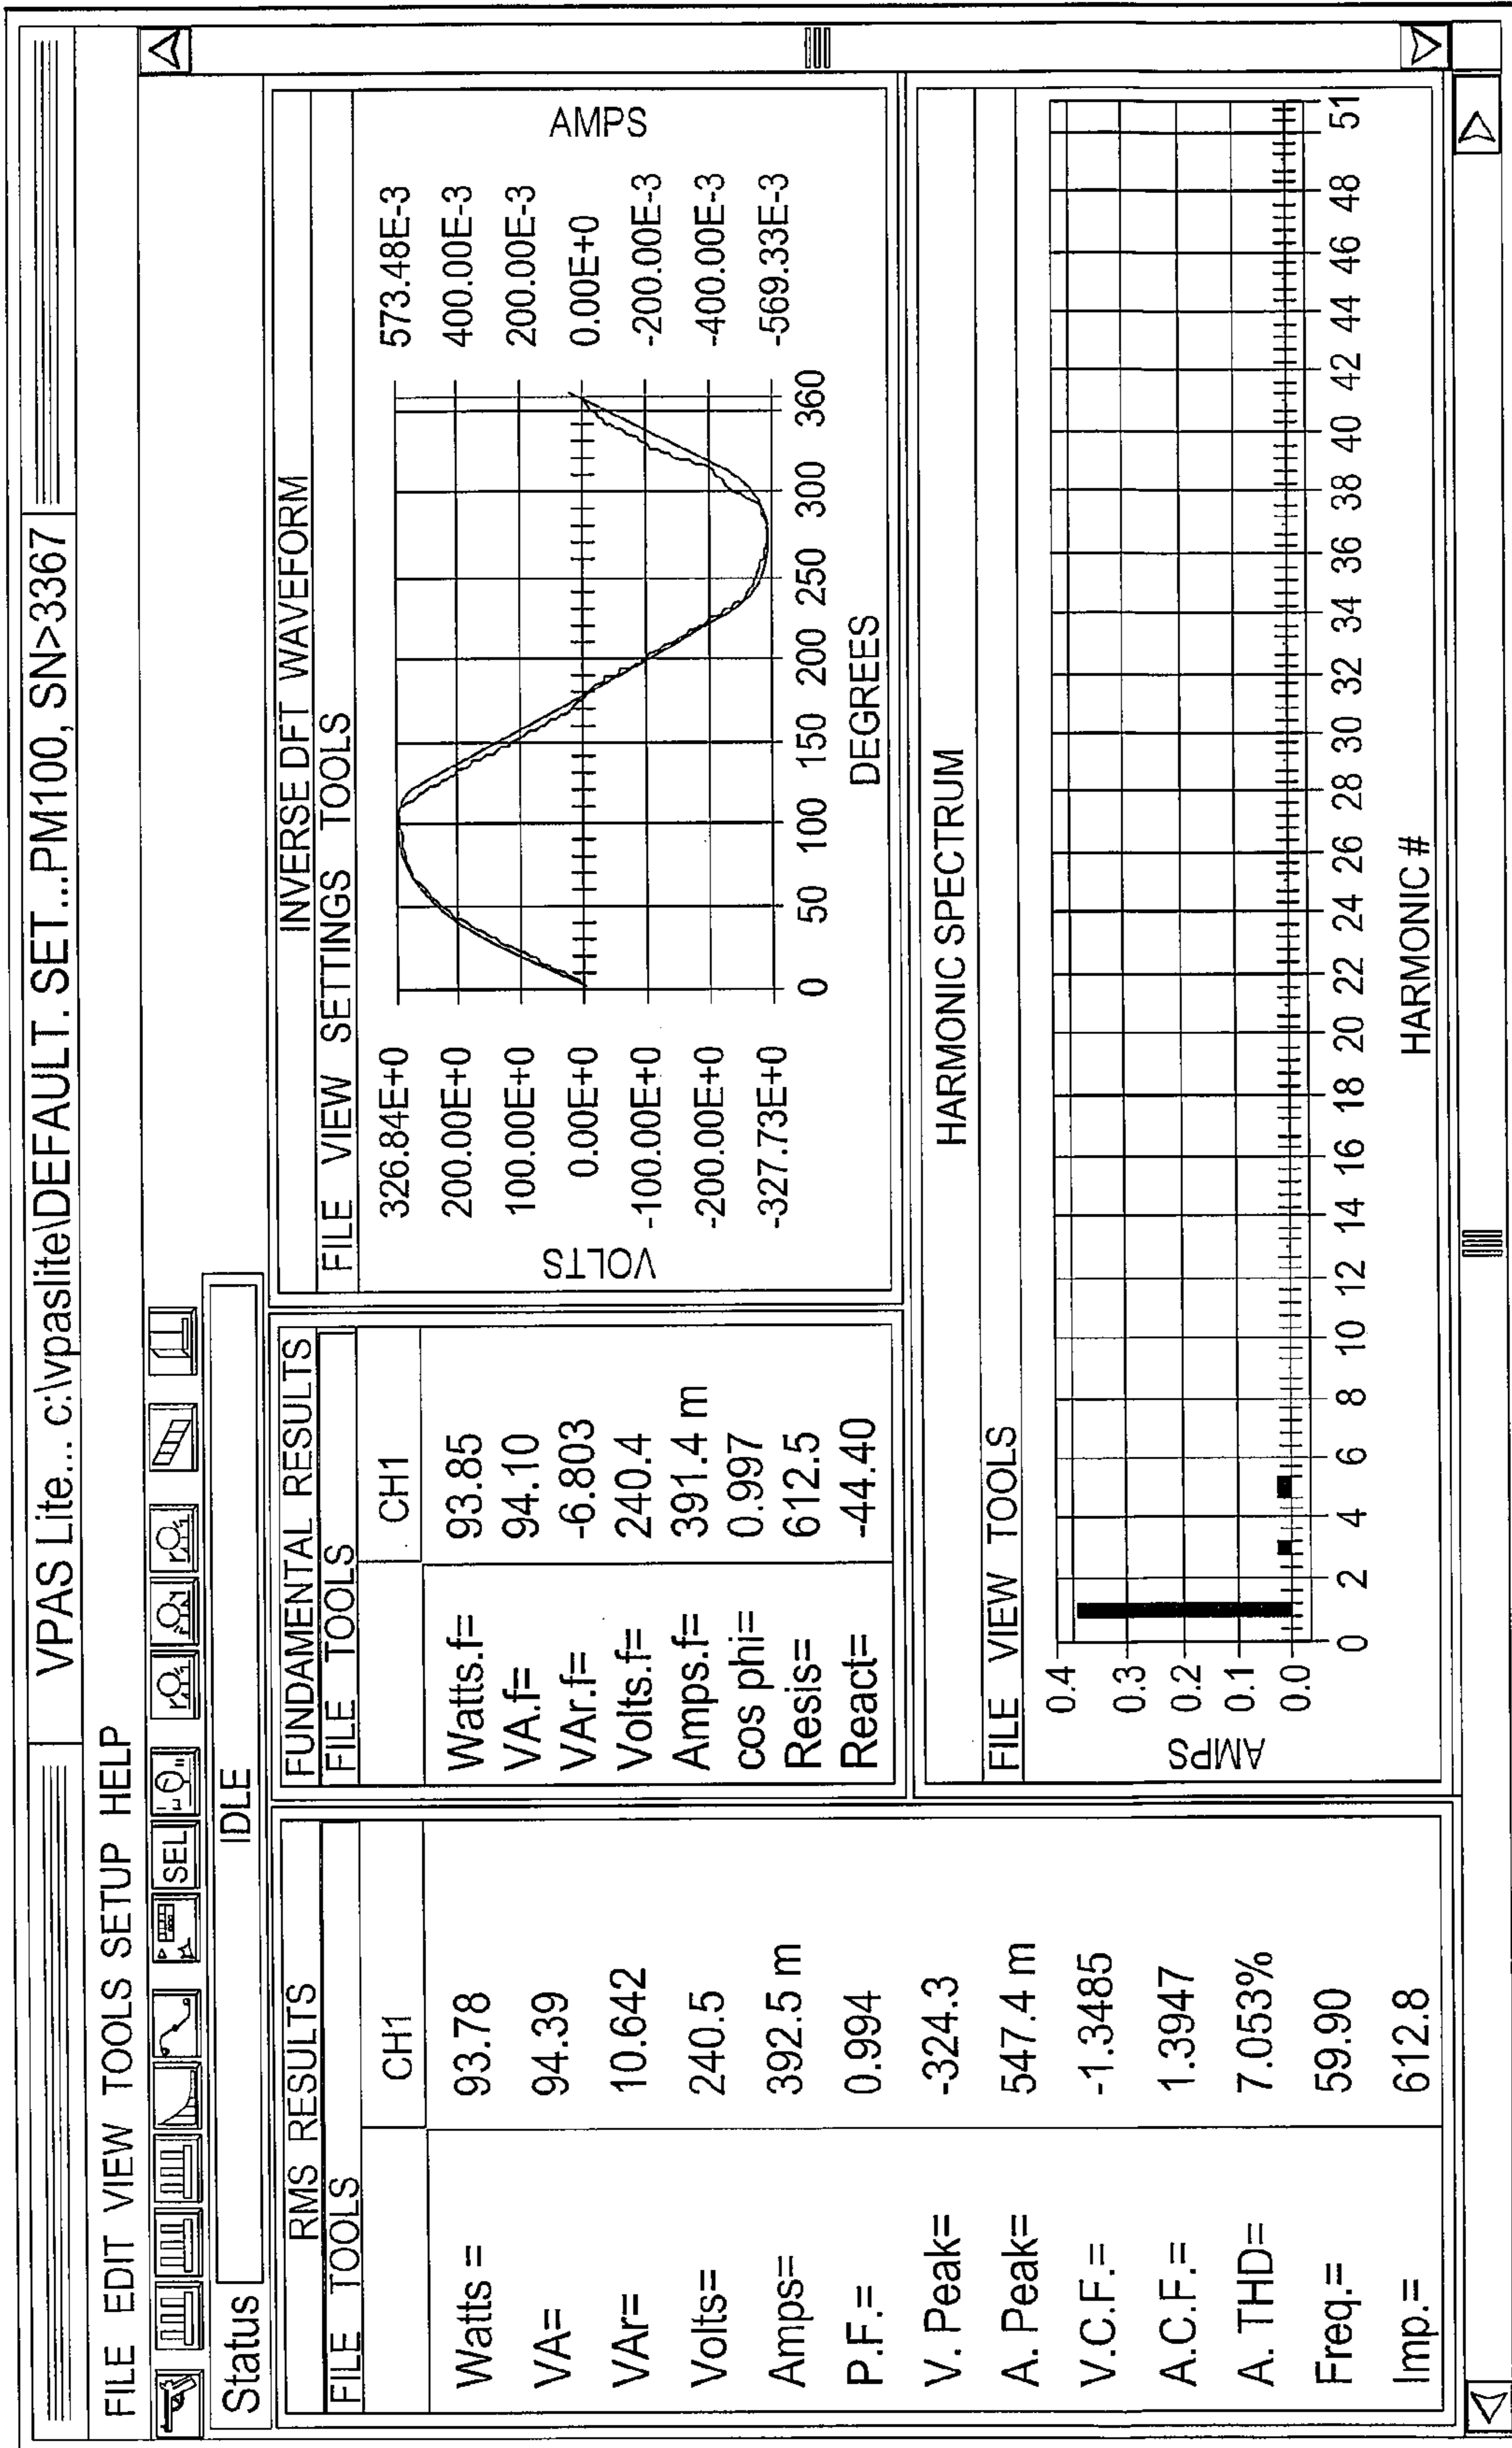 VPAS Lite... c:\vpaslite\DEFAULT. SET...PM100, SN>3367
FILE EDIT VIEW TOOLS SETUP HELP
SEL
Status IDLE
RMS RESULTS
FILE TOOLS
CH1
Watts = 93.78
VA= 94.39
VAr= 10.642
Volts= 240.5
Amps= 392.5 m
P.F.= 0.994
V. Peak= -324.3
A. Peak= 547.4 m
V.C.F.= -1.3485
A.C.F.= 1.3947
A. THD= 7.053%
Freq.= 59.90
Imp.= 612.8
FUNDAMENTAL RESULTS
FILE TOOLS
CH1
Watts.f= 93.85
VA.f= 94.10
VAr.f= -6.803
Volts.f= 240.4
Amps.f= 391.4 m
cos phi= 0.997
Resis= 612.5
React= -44.40
INVERSE DFT WAVEFORM
FILE VIEW SETTINGS TOOLS
VOLTS
326.84E+0
200.00E+0
100.00E+0
0.00E+0
-100.00E+0
-200.00E+0
-327.73E+0
573.48E-3
400.00E-3
200.00E-3
0.00E+0
-200.00E-3
-400.00E-3
-569.33E-3
AMPS
0 50 100 150 200 250 300 360
DEGREES
HARMONIC SPECTRUM
FILE VIEW TOOLS
AMPS
0.4
0.3
0.2
0.1
0.0
0 2 4 6 8 10 12 14 16 18 20 22 24 26 28 30 32 34 36 38 40 42 44 46 48 51
HARMONIC #